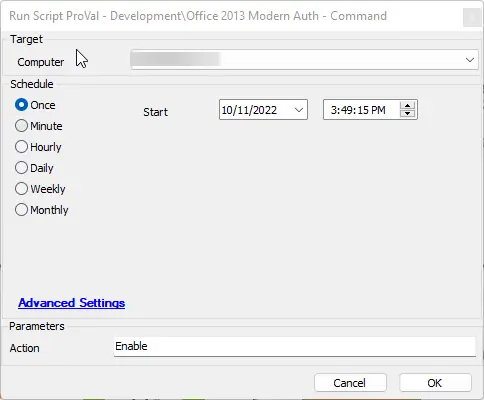 Run Script ProVal - Development\Office 2013 Modern Auth - Command
Target
Computer
Schedule
Once
Start
10/11/2022
3:49:15 PM
Minute
Hourly
Daily
Weekly
Monthly
Advanced Settings
Parameters
Action
Enable
Cancel
OK